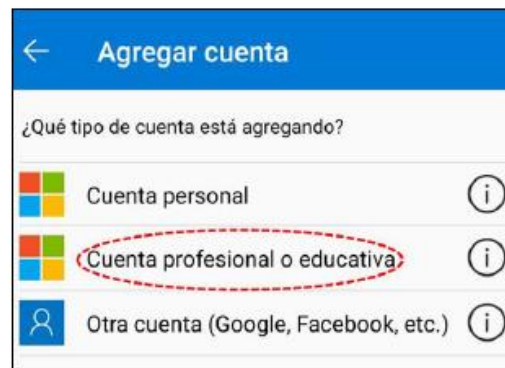 Agregar cuenta
¿Qué tipo de cuenta está agregando?
Cuenta personal
Cuenta profesional o educativa
Otra cuenta (Google, Facebook, etc.)